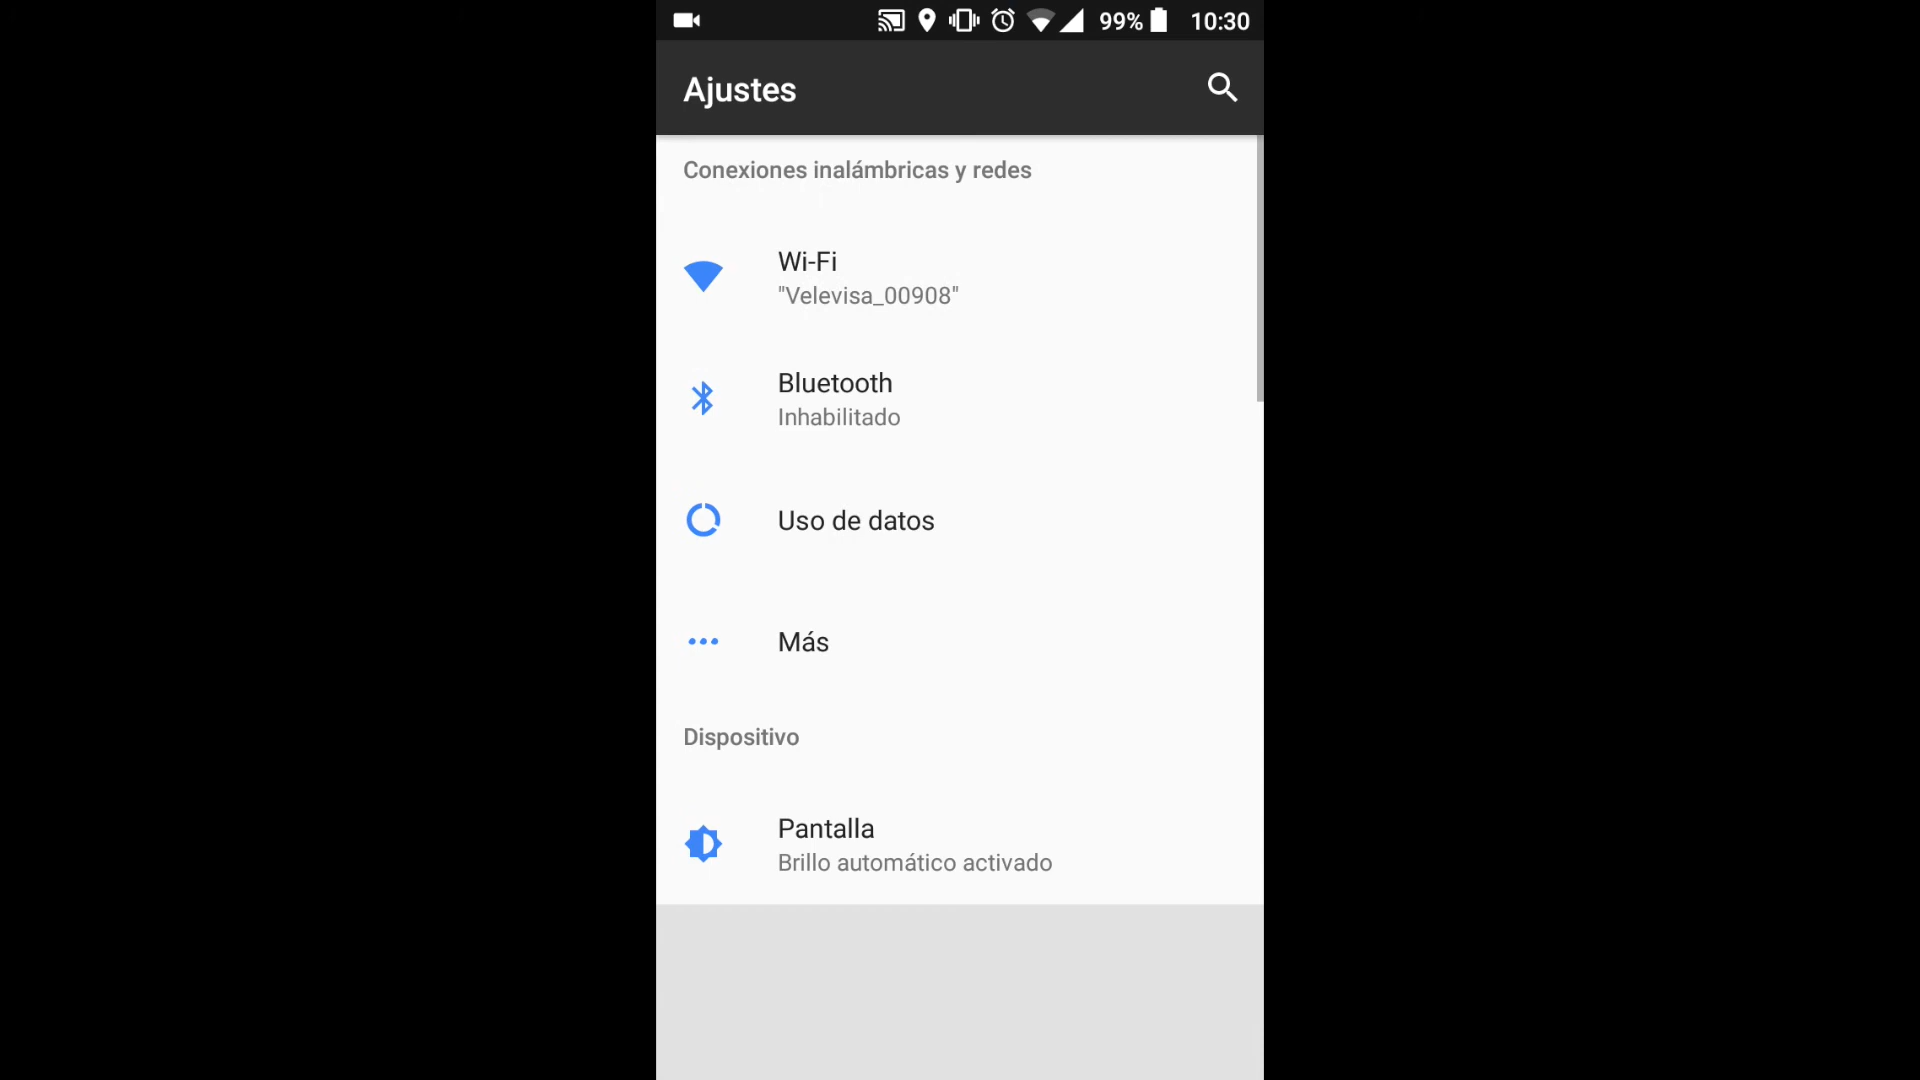 99% 10:30
Ajustes
Conexiones inalámbricas y redes
Wi-Fi
"Velevisa_00908"
Bluetooth
Inhabilitado
Uso de datos
Más
Dispositivo
Pantalla
Brillo automático activado